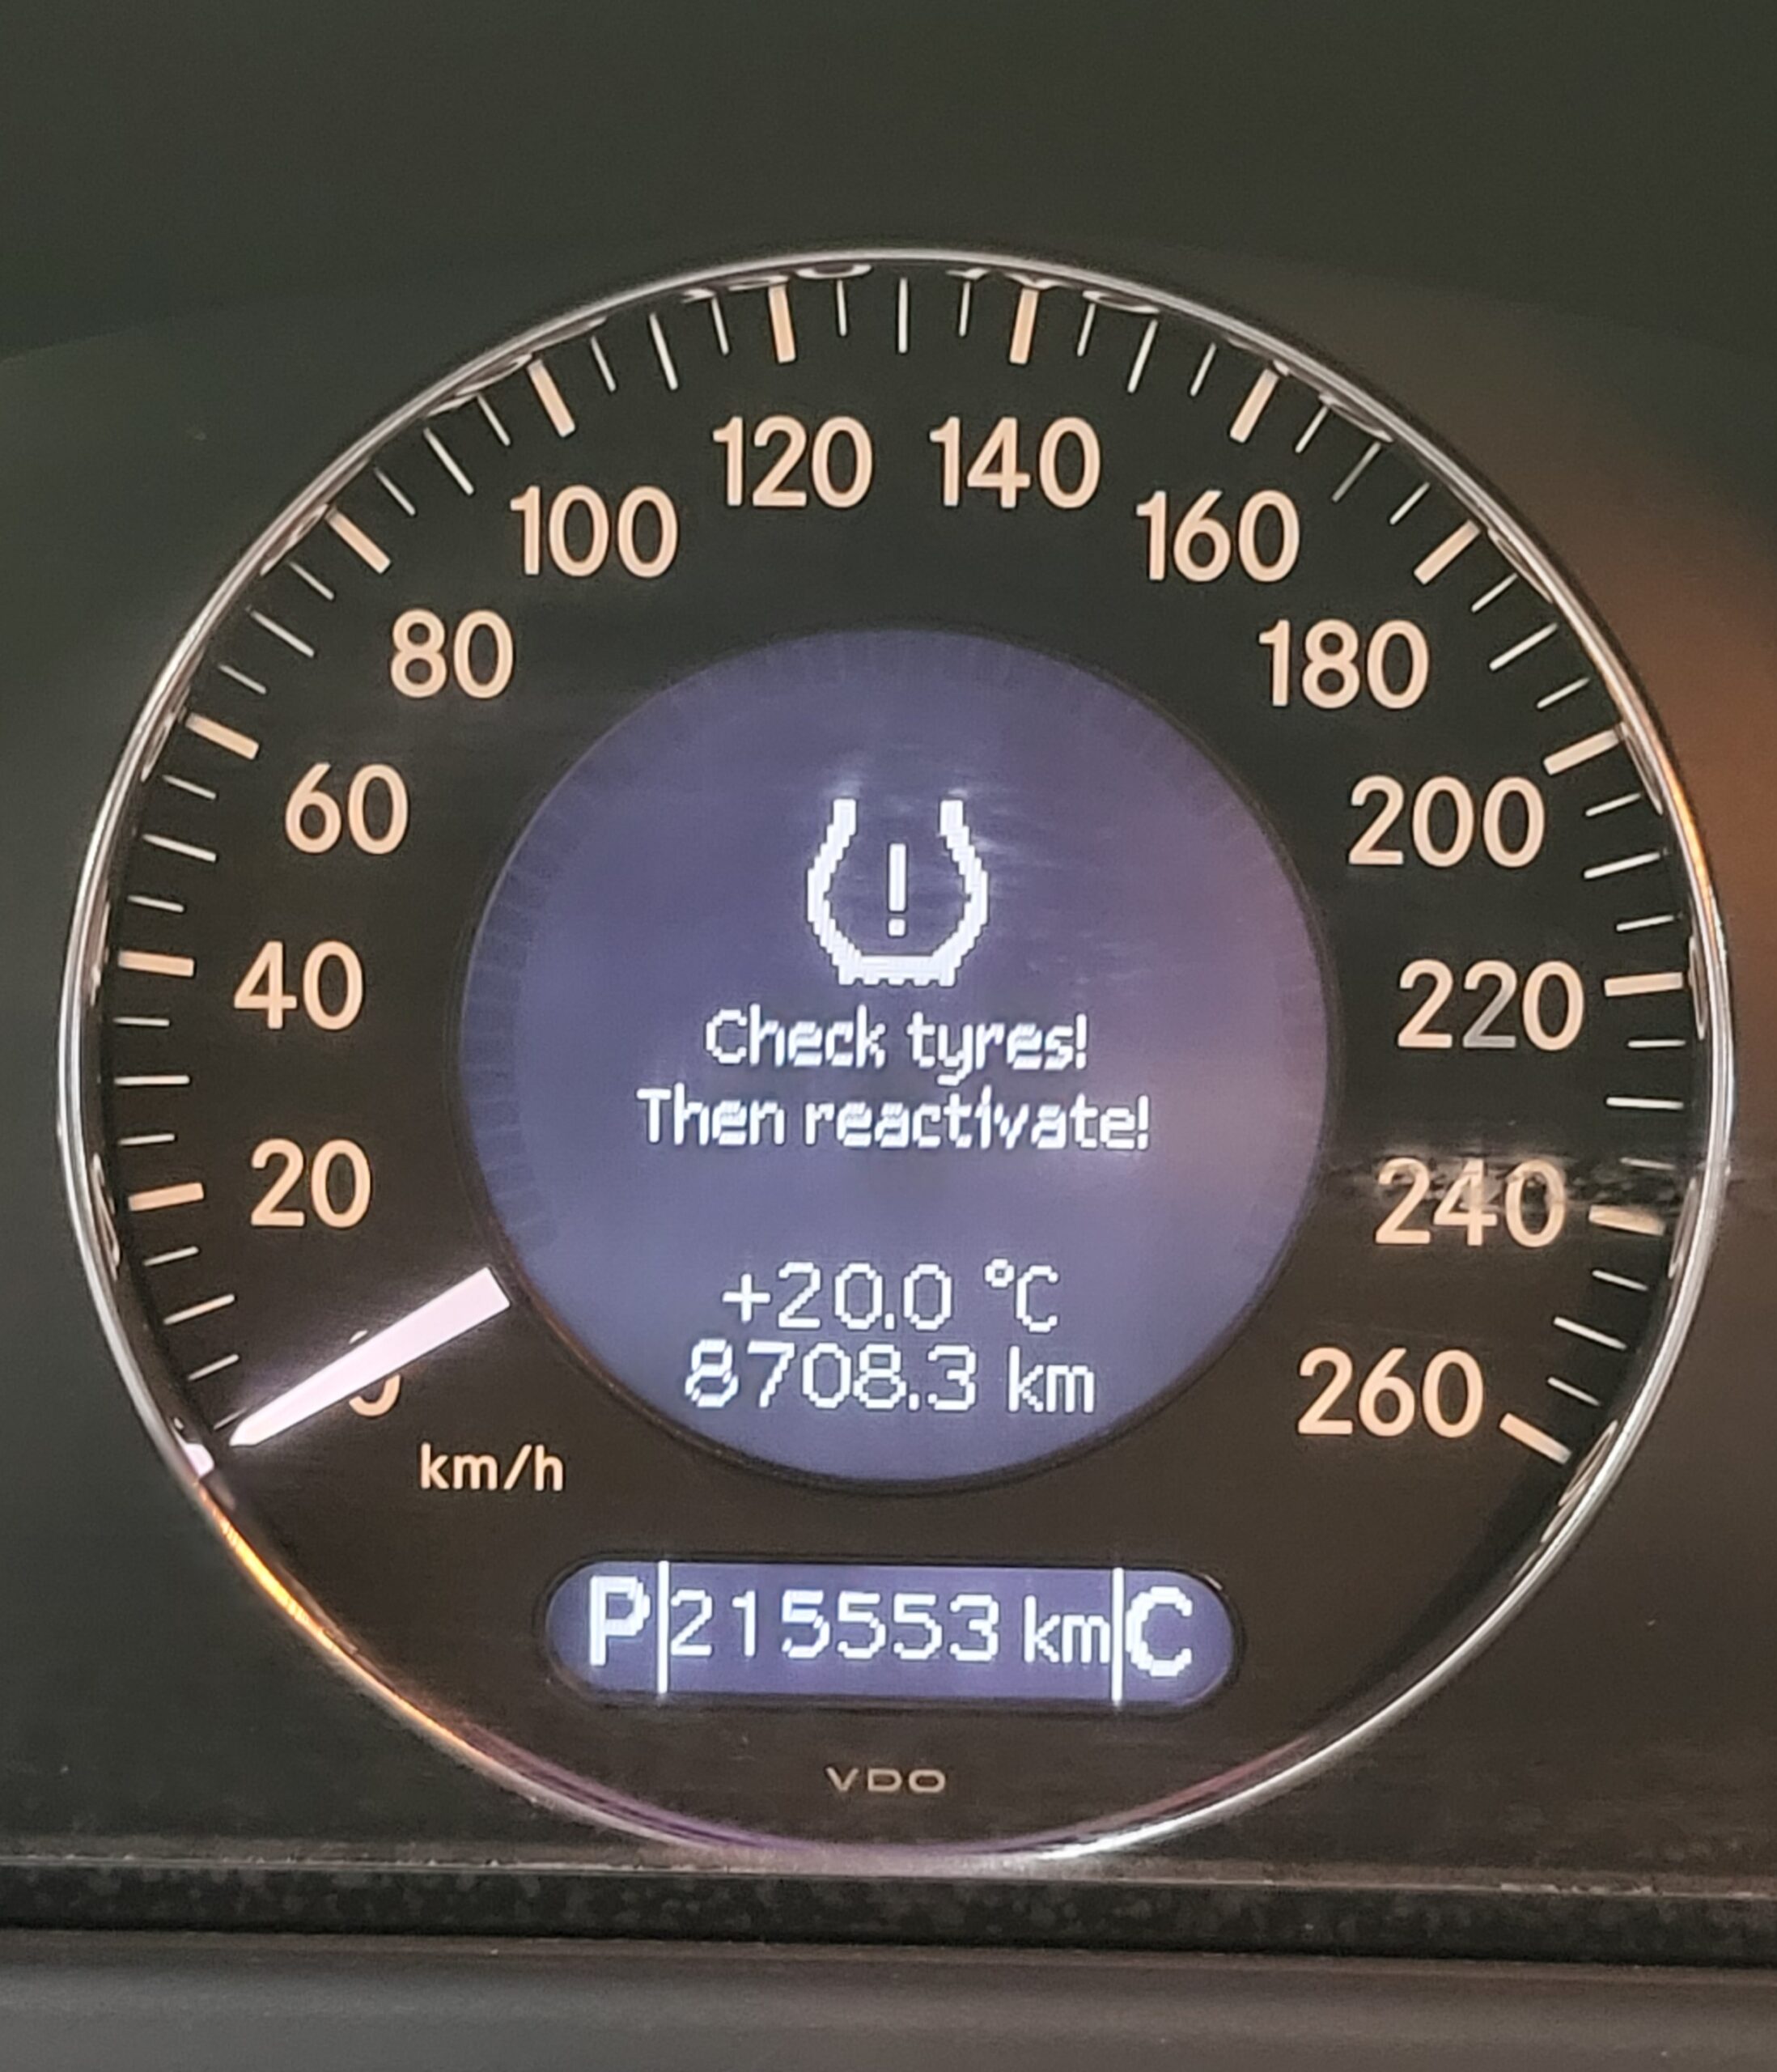 120 140
100 160
80 180
60 200
40 220
20 240
0 260
km/h
!
Check tyres!
Then reactivate!
+20.0 °C
8708.3 km
P 215553 km C
VDO